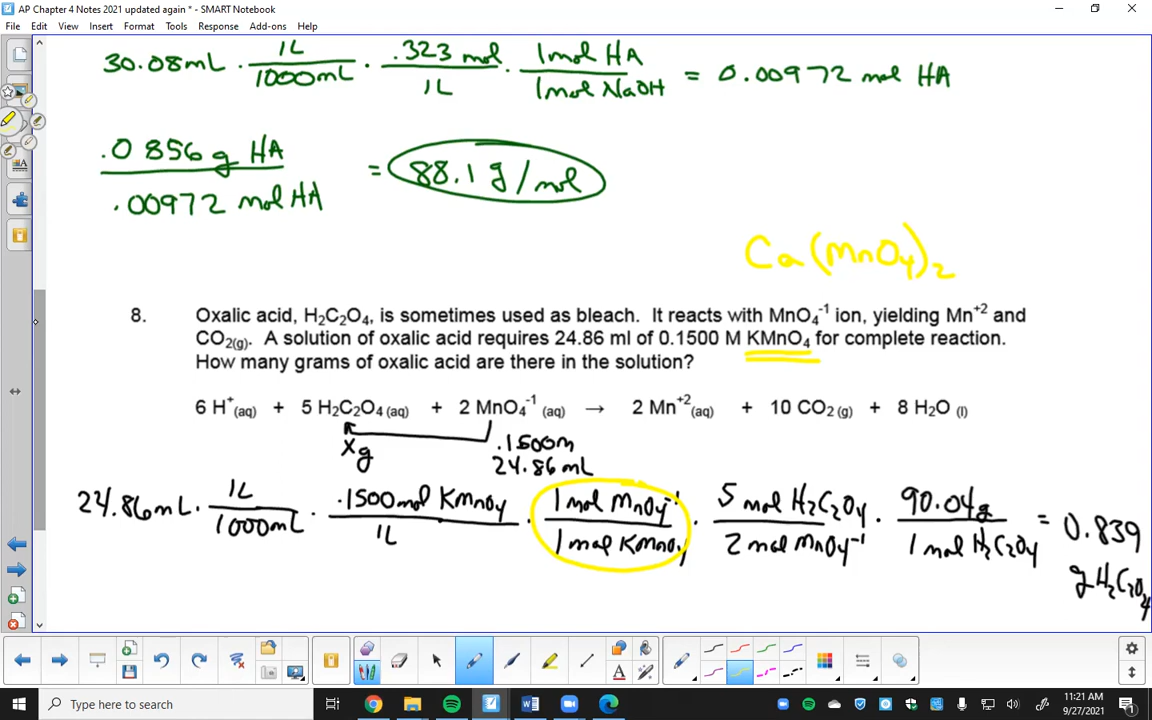 AP Chapter 4 Notes 2021 updated again * - SMART Notebook
File Edit View Insert Format Tools Response Add-ons Help
30.08mL · 1L/1000mL · .323 mol/1L · 1mol HA/1mol NaOH = 0.00972 mol HA
.0856g HA/.00972 mol HA = 88.1 g/mol
Ca(MnO4)2
8. Oxalic acid, H2C2O4, is sometimes used as bleach. It reacts with MnO4-1 ion, yielding Mn+2 and
CO2(g). A solution of oxalic acid requires 24.86 ml of 0.1500 M KMnO4 for complete reaction.
How many grams of oxalic acid are there in the solution?
6 H+(aq) + 5 H2C2O4 (aq) + 2 MnO4-1 (aq) → 2 Mn+2(aq) + 10 CO2 (g) + 8 H2O (l)
Xg
.1500m
24.86mL
24.86mL · 1L/1000mL · .1500mol KMnO4/1L · 1mol MnO4-1/1mol KMnO4 · 5 mol H2C2O4/2 mol MnO4-1 · 90.04g/1mol H2C2O4 = 0.839
g H2C2O4
Type here to search
11:21 AM
9/27/2021